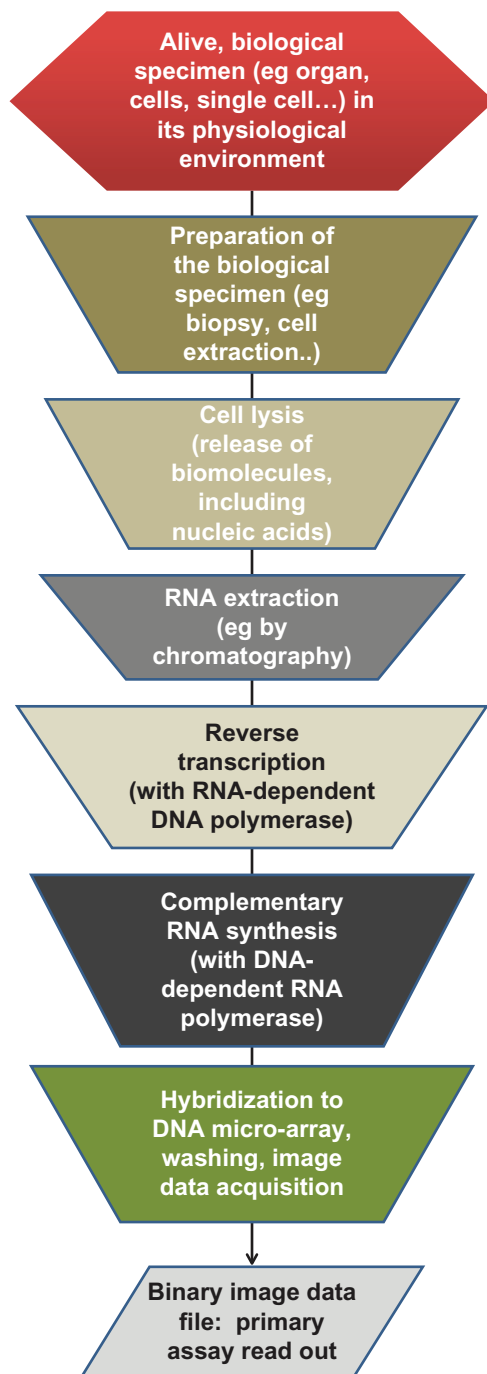 Alive, biological
specimen (eg organ,
cells, single cell…) in
its physiological
environment
Preparation of
the biological
specimen (eg
biopsy, cell
extraction..)
Cell lysis
(release of
biomolecules,
including
nucleic acids)
RNA extraction
(eg by
chromatography)
Reverse
transcription
(with RNA-dependent
DNA polymerase)
Complementary
RNA synthesis
(with DNA-
dependent RNA
polymerase)
Hybridization to
DNA micro-array,
washing, image
data acquisition
Binary image data
file: primary
assay read out